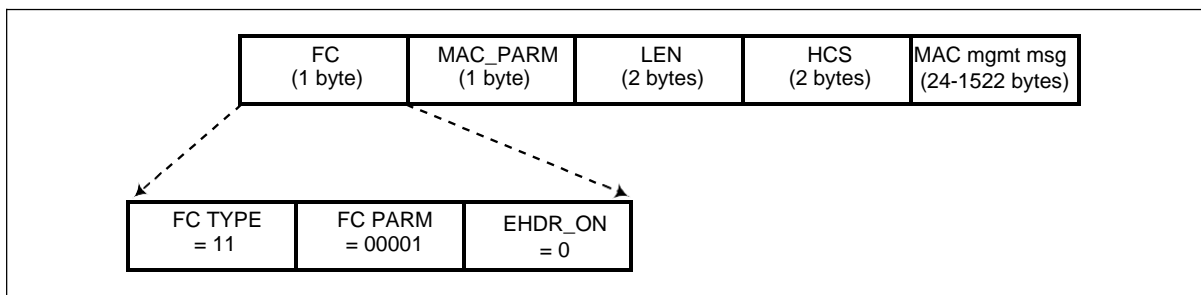 FC
(1 byte)
MAC_PARM
(1 byte)
LEN
(2 bytes)
HCS
(2 bytes)
MAC mgmt msg
(24-1522 bytes)
FC TYPE
= 11
FC PARM
= 00001
EHDR_ON
= 0